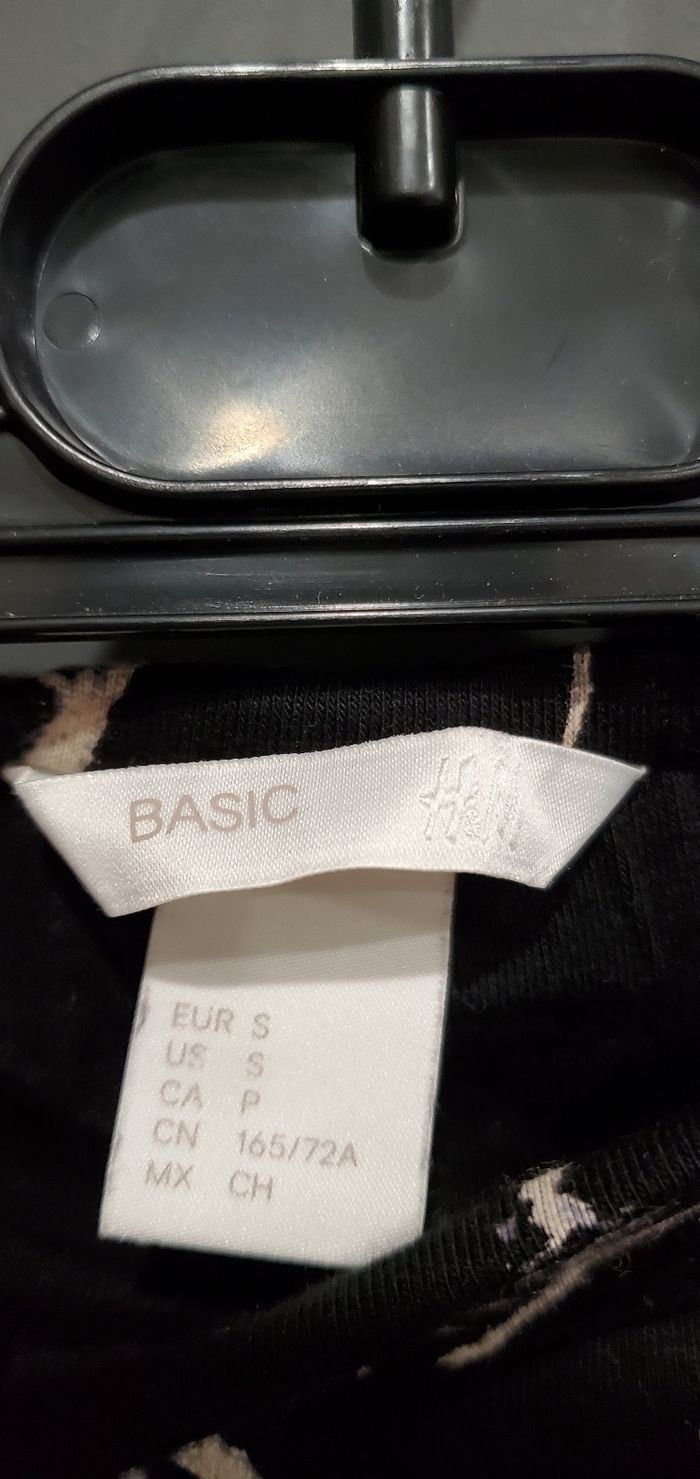 BASIC H&M
EUR S
US S
CA P
CN 165/72A
MX CH